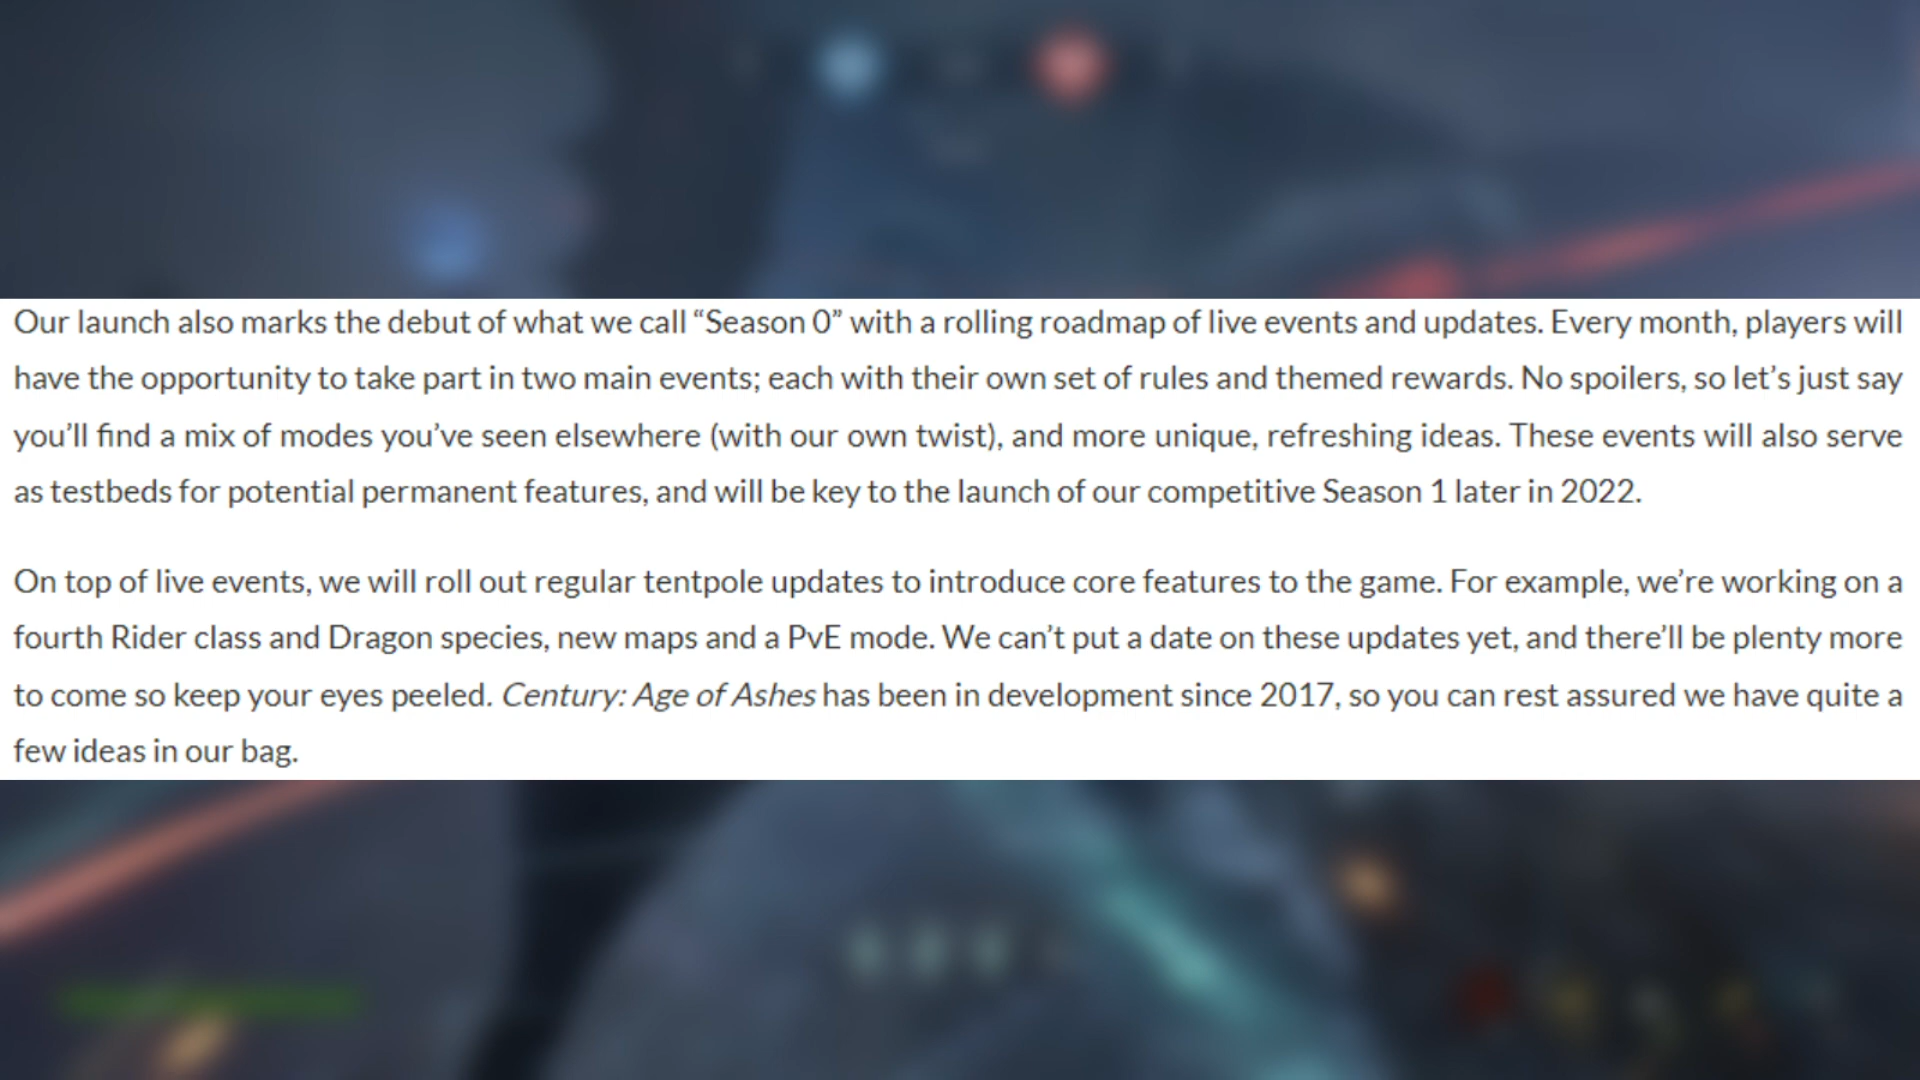 Our launch also marks the debut of what we call “Season 0” with a rolling roadmap of live events and updates. Every month, players will
have the opportunity to take part in two main events; each with their own set of rules and themed rewards. No spoilers, so let’s just say
you’ll find a mix of modes you’ve seen elsewhere (with our own twist), and more unique, refreshing ideas. These events will also serve
as testbeds for potential permanent features, and will be key to the launch of our competitive Season 1 later in 2022.
On top of live events, we will roll out regular tentpole updates to introduce core features to the game. For example, we’re working on a
fourth Rider class and Dragon species, new maps and a PvE mode. We can’t put a date on these updates yet, and there’ll be plenty more
to come so keep your eyes peeled. Century: Age of Ashes has been in development since 2017, so you can rest assured we have quite a
few ideas in our bag.